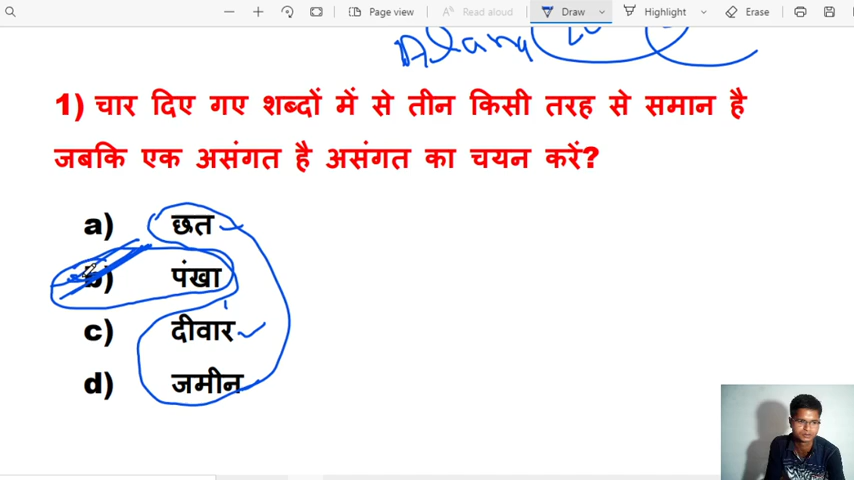 Page view
Read aloud
Draw
Highlight
Erase
1) चार दिए गए शब्दों में से तीन किसी तरह से समान है
जबकि एक असंगत है असंगत का चयन करें?
a) छत
b) पंखा
c) दीवार
d) जमीन